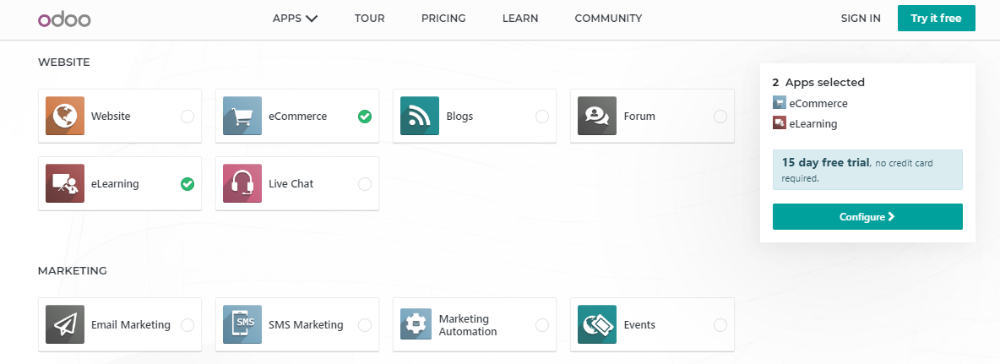 odoo
APPS TOUR PRICING LEARN COMMUNITY SIGN IN Try it free
WEBSITE
Website eCommerce Blogs Forum
eLearning Live Chat
2 Apps selected
eCommerce
eLearning
15 day free trial, no credit card
required.
Configure
MARKETING
Email Marketing SMS SMS Marketing Marketing
Automation Events